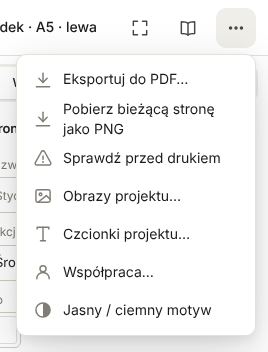 dek · A5 · lewa
Eksportuj do PDF...
Pobierz bieżącą stronę
jako PNG
Sprawdź przed drukiem
Obrazy projektu...
Czcionki projektu...
Współpraca...
Jasny / ciemny motyw